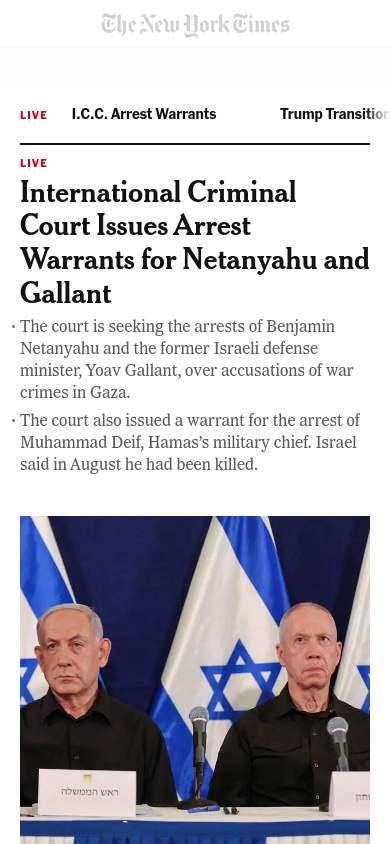 The New York Times
LIVE I.C.C. Arrest Warrants Trump Transition
LIVE
International Criminal
Court Issues Arrest
Warrants for Netanyahu and
Gallant
· The court is seeking the arrests of Benjamin
Netanyahu and the former Israeli defense
minister, Yoav Gallant, over accusations of war
crimes in Gaza.
· The court also issued a warrant for the arrest of
Muhammad Deif, Hamas’s military chief. Israel
said in August he had been killed.
ראש הממשלה